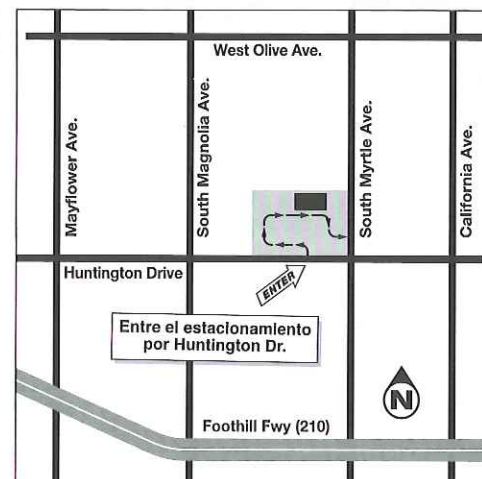 West Olive Ave.
Mayflower Ave.
South Magnolia Ave.
South Myrtle Ave.
California Ave.
Huntington Drive
ENTER
Entre el estacionamiento
por Huntington Dr.
N
Foothill Fwy (210)